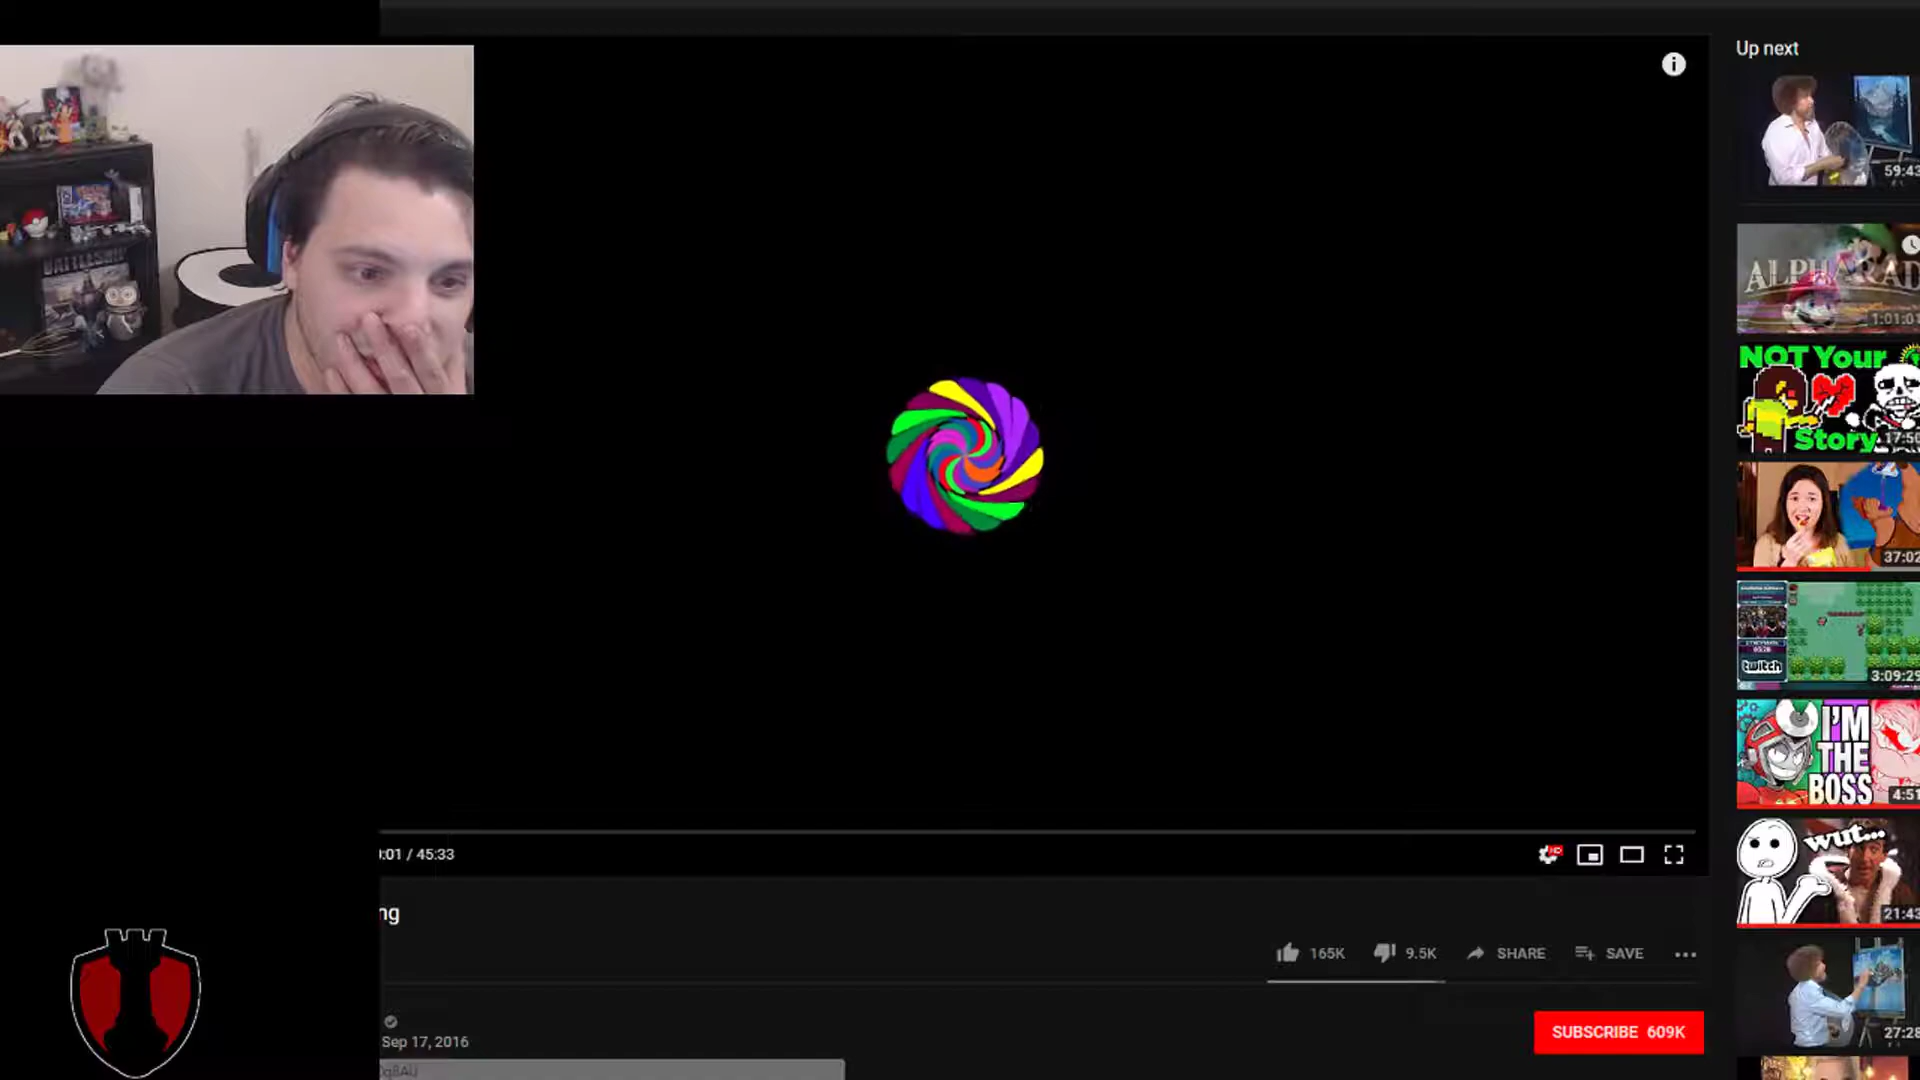 Up next
59:43
BATTLESHIP
ALPHARAD
1:01:01
NOT Your
Story
17:50
37:02
twitch
3:09:29
I'M
THE
BOSS
4:51
wut...
21:43
0:01 / 45:33
HD
ng
165K
9.5K
SHARE
SAVE
27:28
Sep 17, 2016
SUBSCRIBE 609K